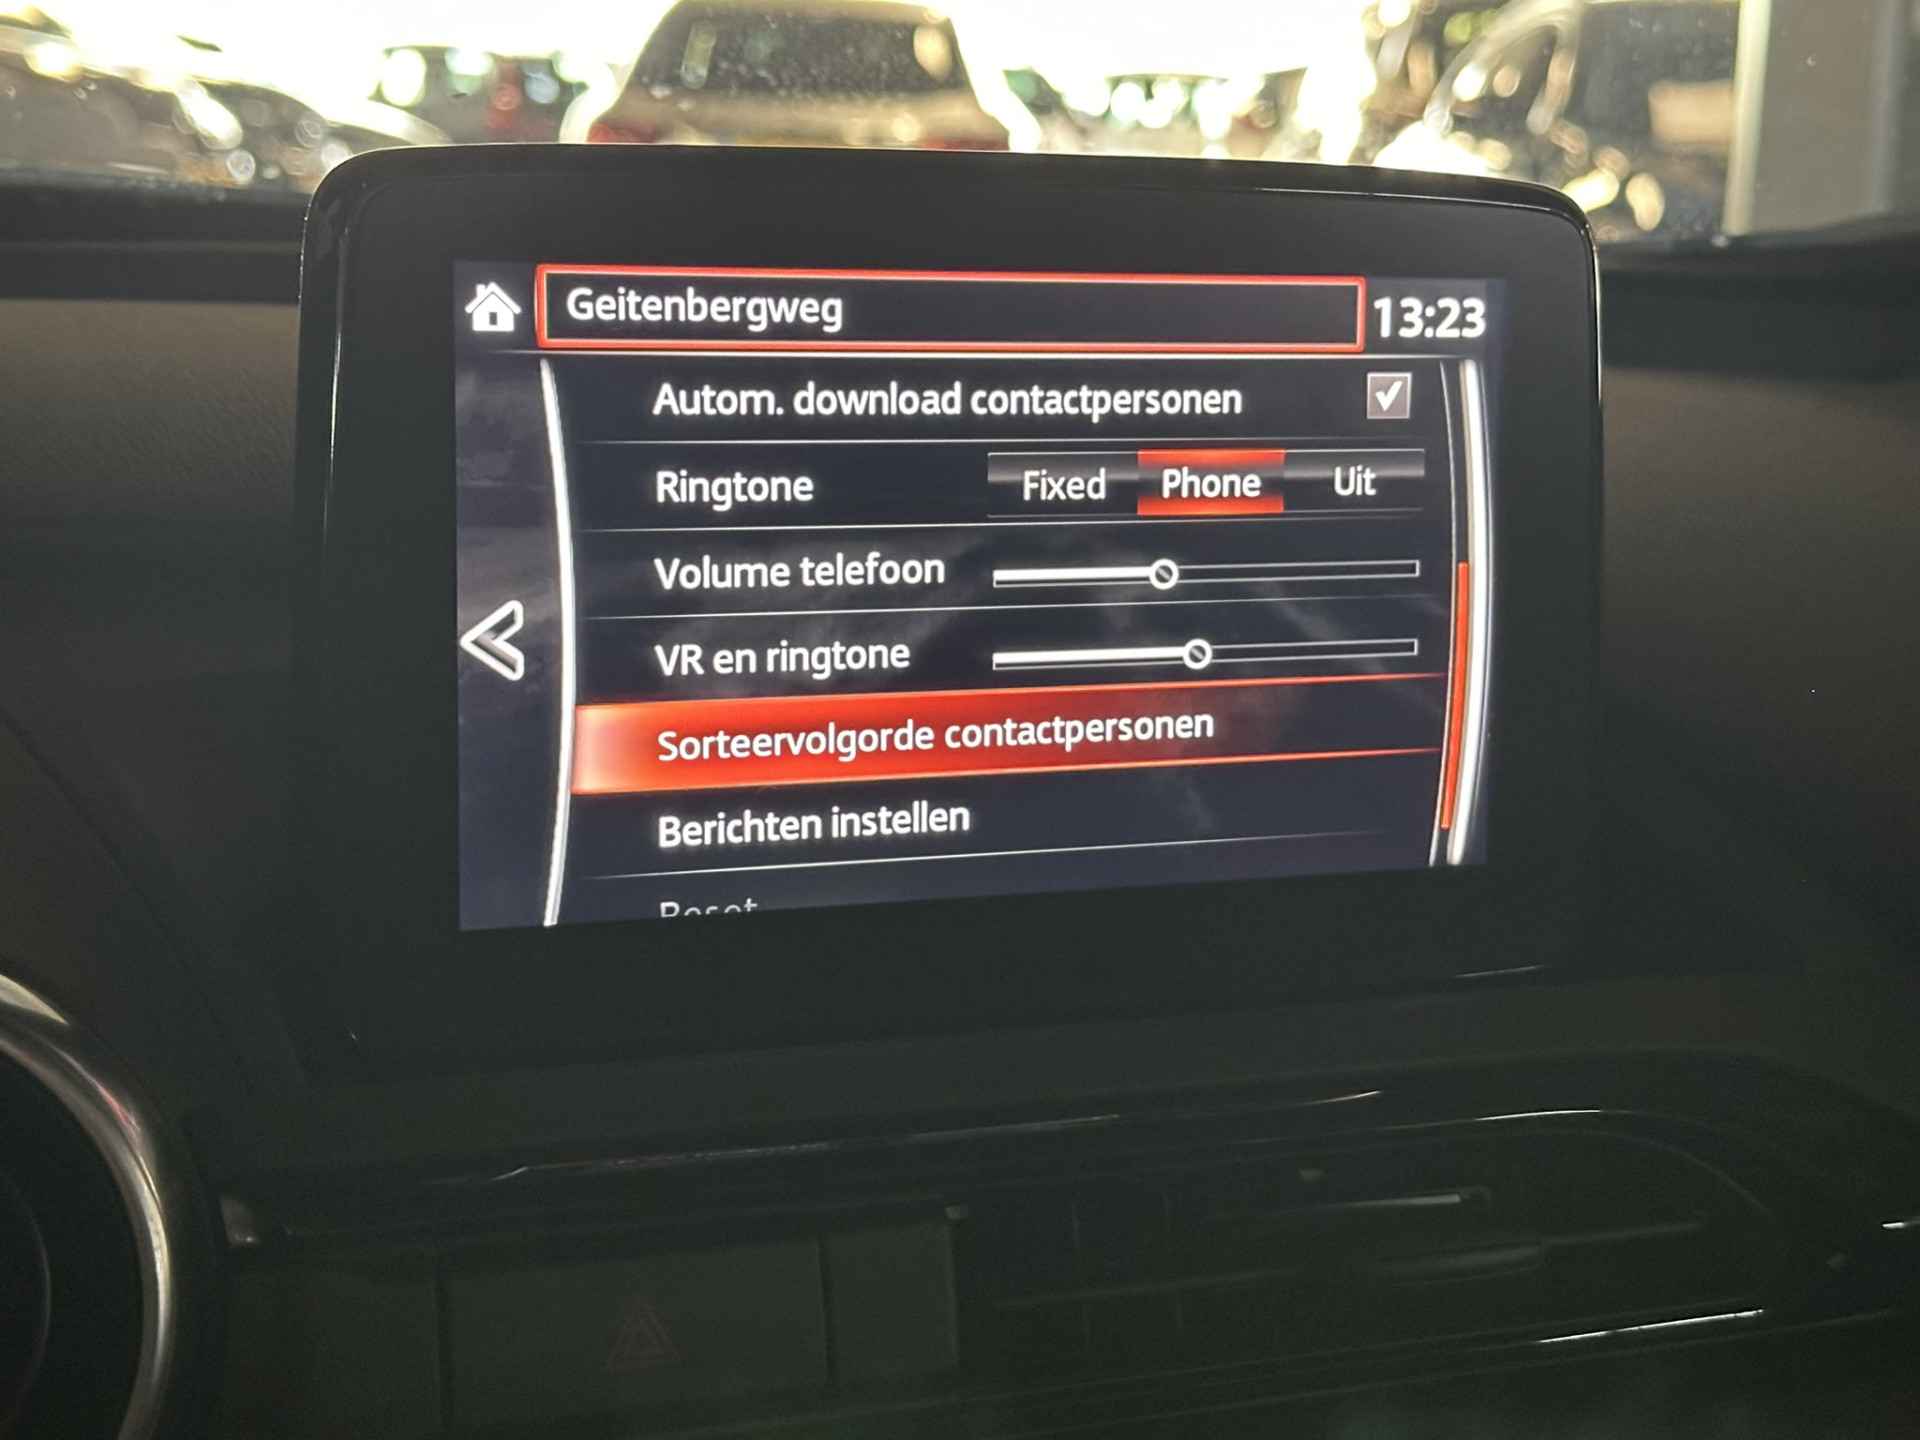 Geitenbergweg 13:23
Autom. download contactpersonen
Ringtone Fixed Phone Uit
Volume telefoon
VR en ringtone
Sorteervolgorde contactpersonen
Berichten instellen
Reset